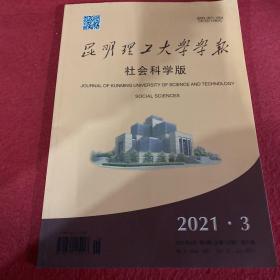 昆明理工大学学报
社会科学版
JOURNAL OF KUNMING UNIVERSITY OF SCIENCE AND TECHNOLOGY
SOCIAL SCIENCES
2021·3